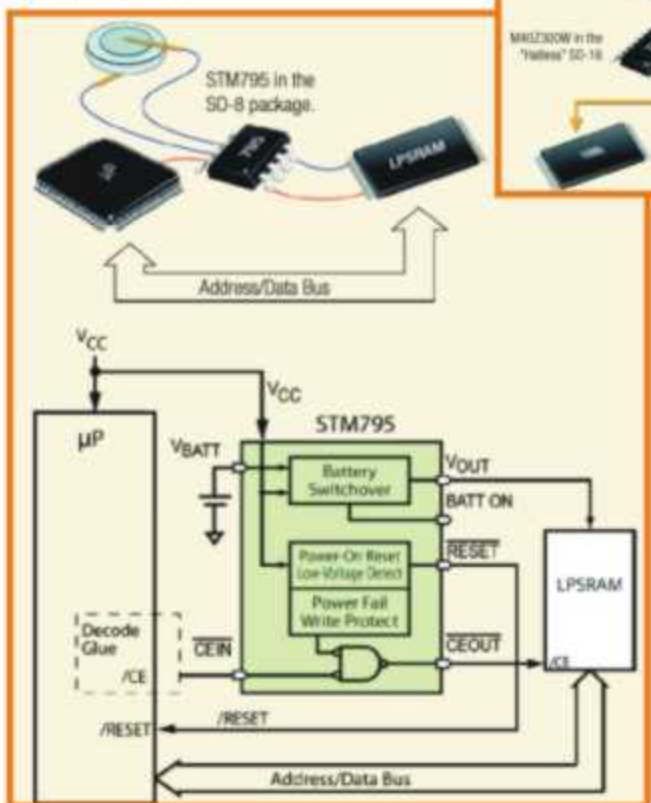 M40Z300W in the
"Hatless" SO-16
STM795 in the
SO-8 package.
795
µP
LPSRAM
Address/Data Bus
VCC
VCC
STM795
µP
VBATT
Battery
Switchover
VOUT
BATT ON
RESET
Power-On Reset
Low-Voltage Detect
LPSRAM
Power Fail
Write Protect
Decode
Glue
CEIN
CEOUT
/CE
/CE
/RESET
/RESET
Address/Data Bus